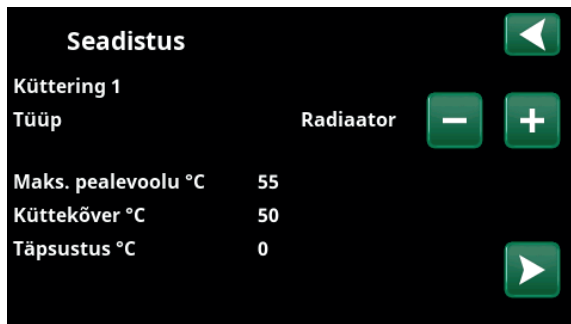 Seadistus
Küttering 1
Tüüp Radiaator
Maks. pealevoolu °C 55
Küttekõver °C 50
Täpsustus °C 0